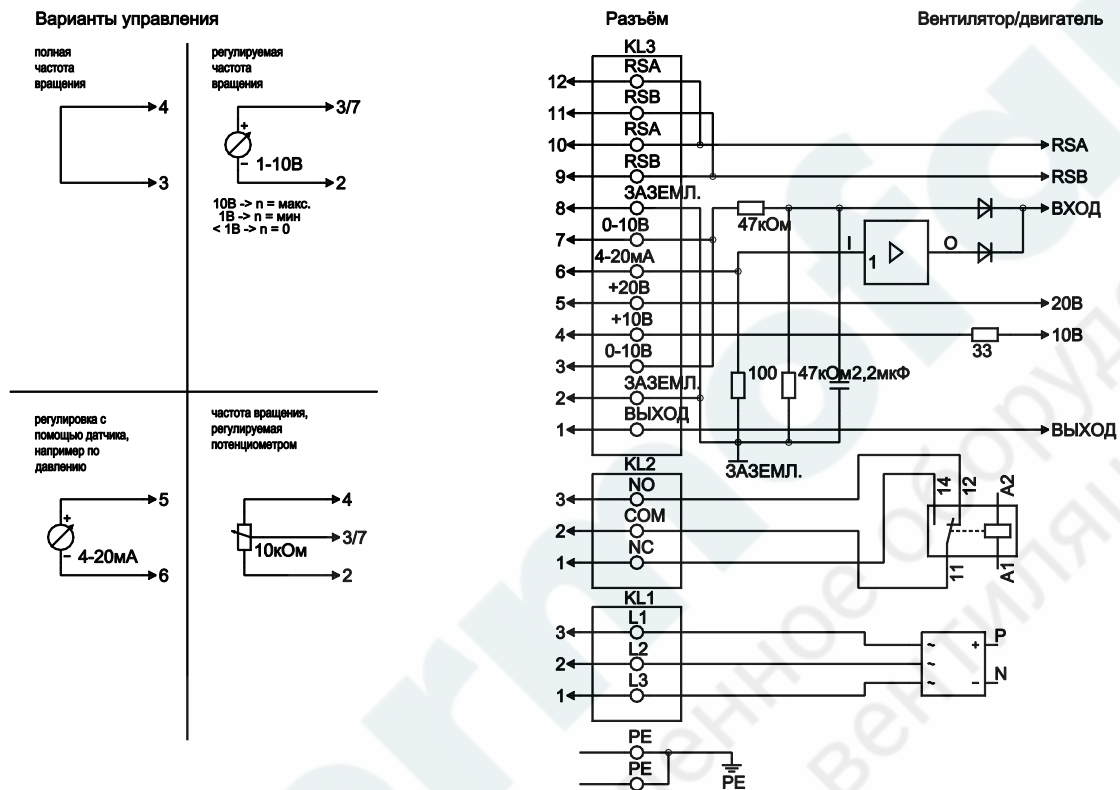 Варианты управления
полная
частота
вращения
4
3
регулируемая
частота
вращения
3/7
+
1-10В
−
2
10В -> n = макс.
1В -> n = мин
< 1В -> n = 0
регулировка с
помощью датчика,
например по
давлению
5
+
4-20мА
−
6
частота вращения,
регулируемая
потенциометром
4
3/7
10кОм
2
Разъём
Вентилятор/двигатель
KL3
12 RSA
11 RSB
10 RSA RSA
9 RSB RSB
8 ЗАЗЕМЛ. 47кОм ВХОД
7 0-10В
I 1 O
6 4-20мА
5 +20В 20В
4 +10В 33 10В
3 0-10В
100 47кОм 2,2мкФ
2 ЗАЗЕМЛ.
1 ВЫХОД ВЫХОД
ЗАЗЕМЛ.
KL2
3 NO
2 COM
1 NC
14 12 A2
11 A1
KL1
3 L1
2 L2
1 L3
~ + P
~
~ − N
PE
PE
PE